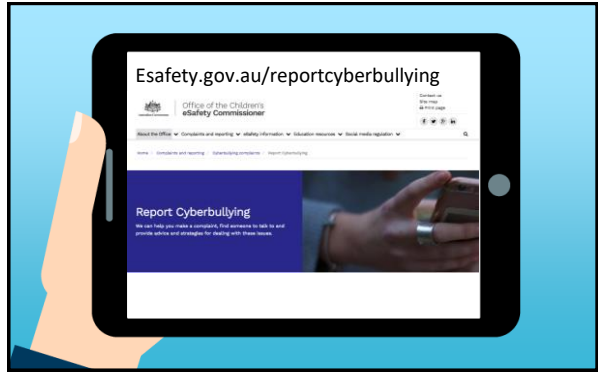 Esafety.gov.au/reportcyberbullying
Contact us
Site map
Print page
Office of the Children's
eSafety Commissioner
About the Office Complaints and reporting eSafety information Education resources Social media regulation
Home Complaints and reporting Cyberbullying complaints Report Cyberbullying
Report Cyberbullying
We can help you make a complaint, find someone to talk to and
provide advice and strategies for dealing with these issues.